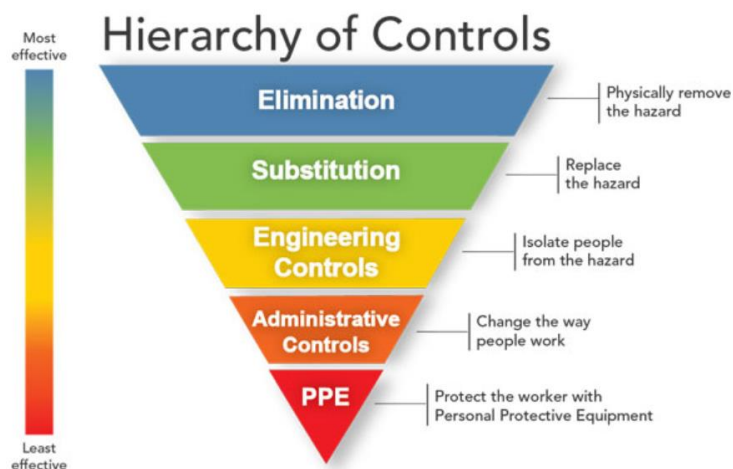 Hierarchy of Controls
Most
effective
Elimination
Physically remove
the hazard
Substitution
Replace
the hazard
Engineering
Controls
Isolate people
from the hazard
Administrative
Controls
Change the way
people work
PPE
Protect the worker with
Personal Protective Equipment
Least
effective